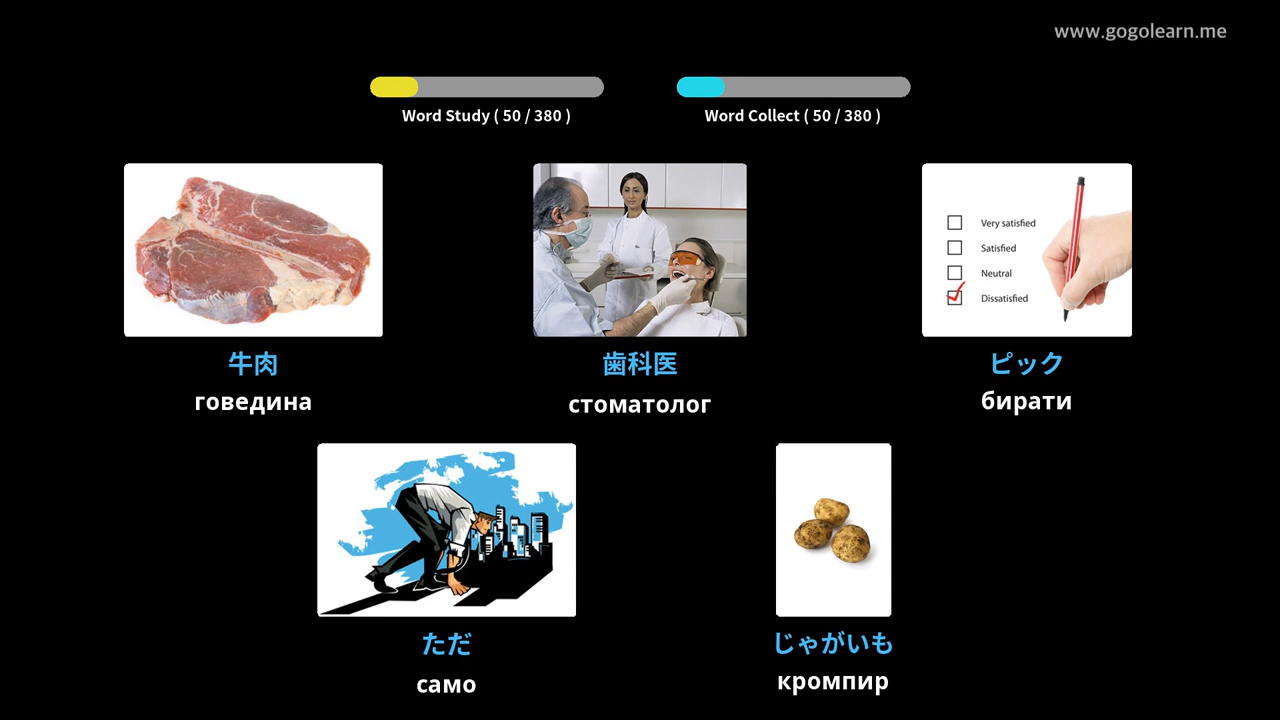 www.gogolearn.me
Word Study ( 50 / 380 )
Word Collect ( 50 / 380 )
Very satisfied
Satisfied
Neutral
Dissatisfied
牛肉
歯科医
ピック
говедина
стоматолог
бирати
ただ
じゃがいも
само
кромпир